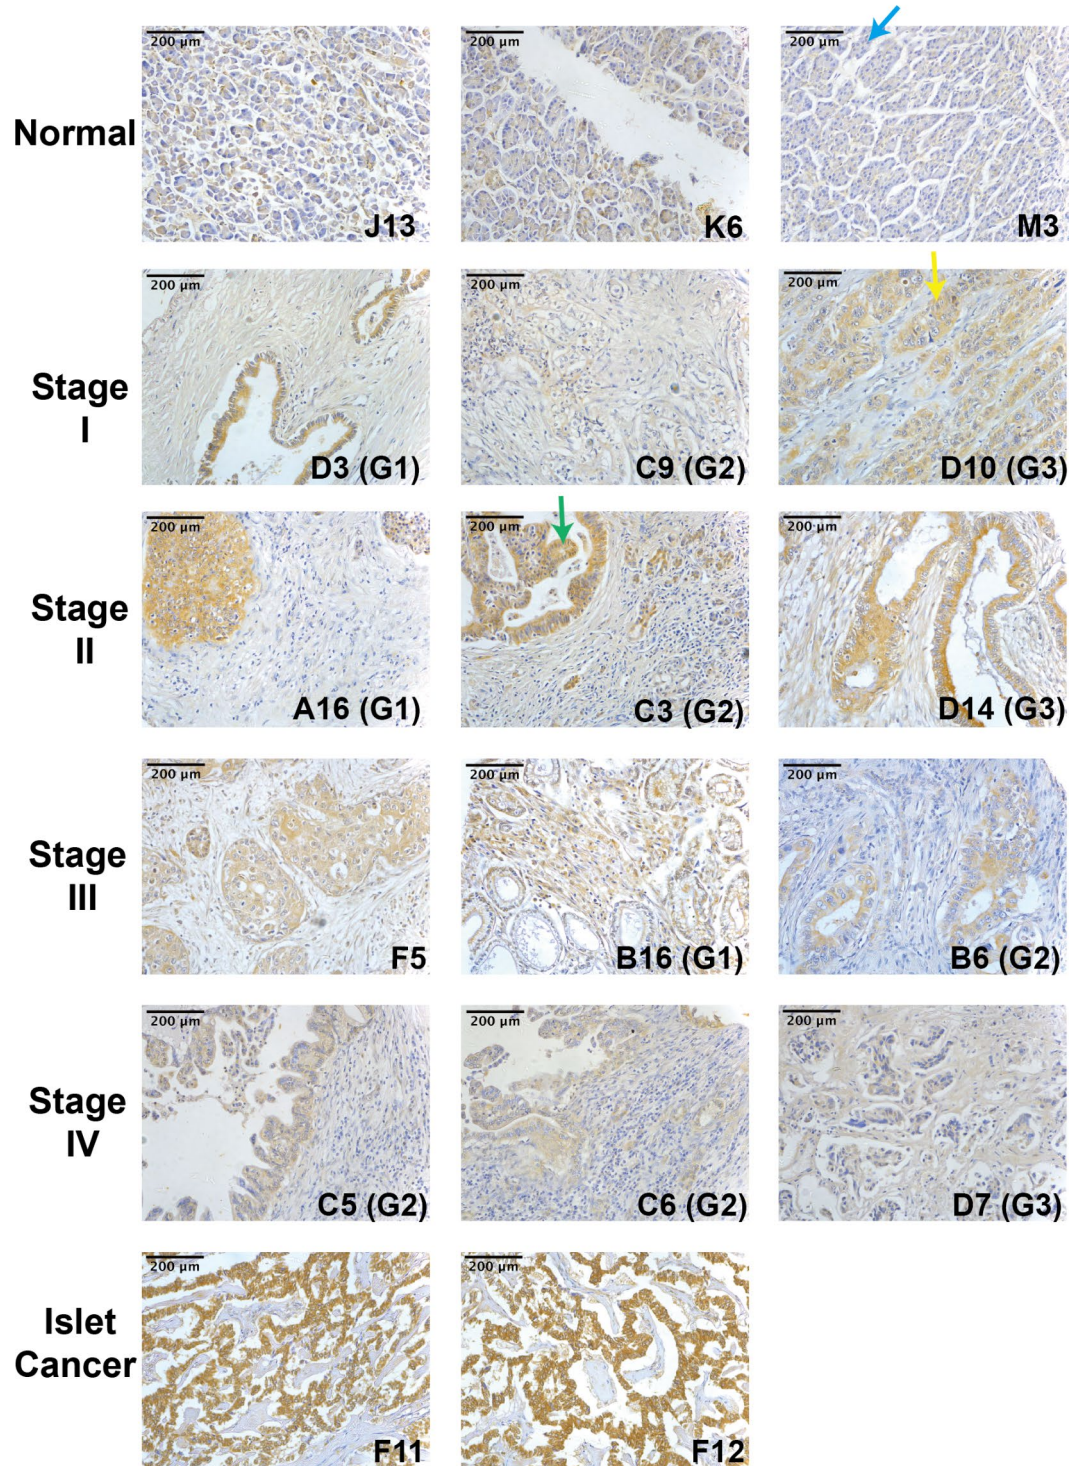 200 µm 200 µm 200 µm
Normal
J13 K6 M3
200 µm 200 µm 200 µm
Stage
I
D3 (G1) C9 (G2) D10 (G3)
200 µm 200 µm 200 µm
Stage
II
A16 (G1) C3 (G2) D14 (G3)
200 µm 200 µm 200 µm
Stage
III
F5 B16 (G1) B6 (G2)
200 µm 200 µm 200 µm
Stage
IV
C5 (G2) C6 (G2) D7 (G3)
200 µm 200 µm
Islet
Cancer
F11 F12